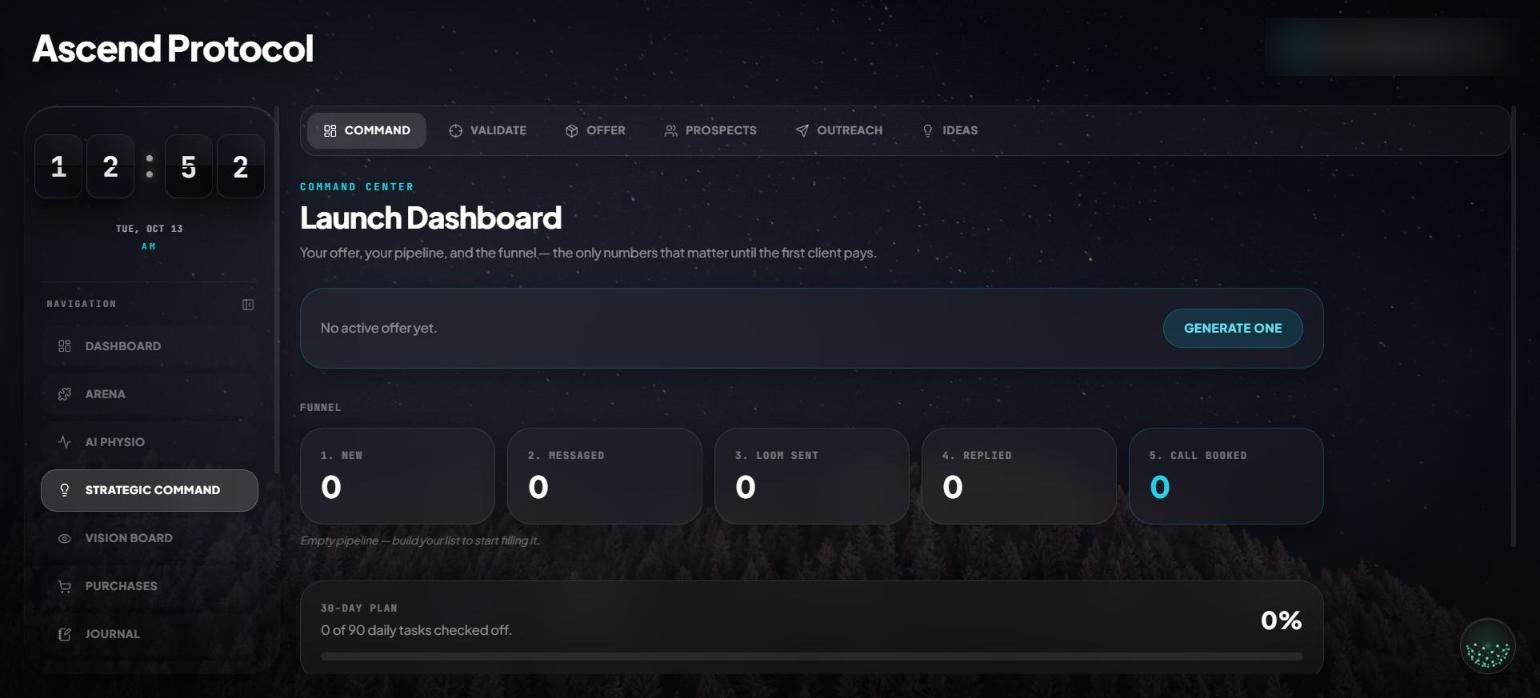 Ascend Protocol
12:52
TUE, OCT 13
AM
NAVIGATION
DASHBOARD
ARENA
AI PHYSIO
STRATEGIC COMMAND
VISION BOARD
PURCHASES
JOURNAL
COMMAND
VALIDATE
OFFER
PROSPECTS
OUTREACH
IDEAS
COMMAND CENTER
Launch Dashboard
Your offer, your pipeline, and the funnel — the only numbers that matter until the first client pays.
No active offer yet.
GENERATE ONE
FUNNEL
1. NEW
0
2. MESSAGED
0
3. LOOM SENT
0
4. REPLIED
0
5. CALL BOOKED
0
Empty pipeline — build your list to start filling it.
30-DAY PLAN
0 of 90 daily tasks checked off.
0%